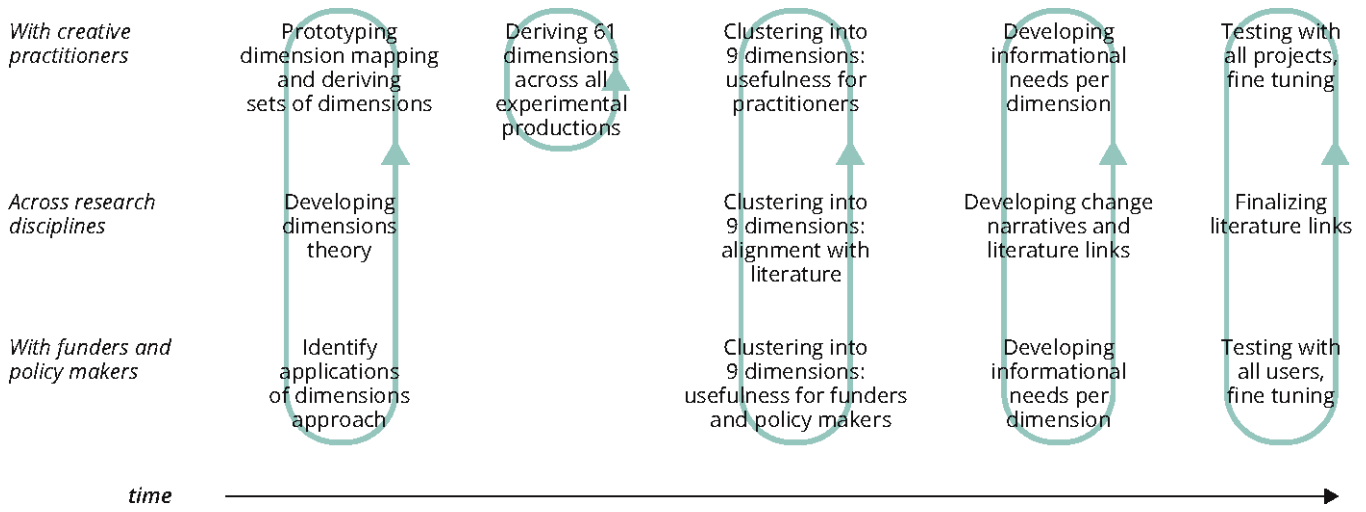 With creative
practitioners
Prototyping
dimension mapping
and deriving
sets of dimensions
Deriving 61
dimensions
across all
experimental
productions
Clustering into
9 dimensions:
usefulness for
practitioners
Developing
informational
needs per
dimension
Testing with
all projects,
fine tuning
Across research
disciplines
Developing
dimensions
theory
Clustering into
9 dimensions:
alignment with
literature
Developing change
narratives and
literature links
Finalizing
literature links
With funders and
policy makers
Identify
applications
of dimensions
approach
Clustering into
9 dimensions:
usefulness for funders
and policy makers
Developing
informational
needs per
dimension
Testing with
all users,
fine tuning
time